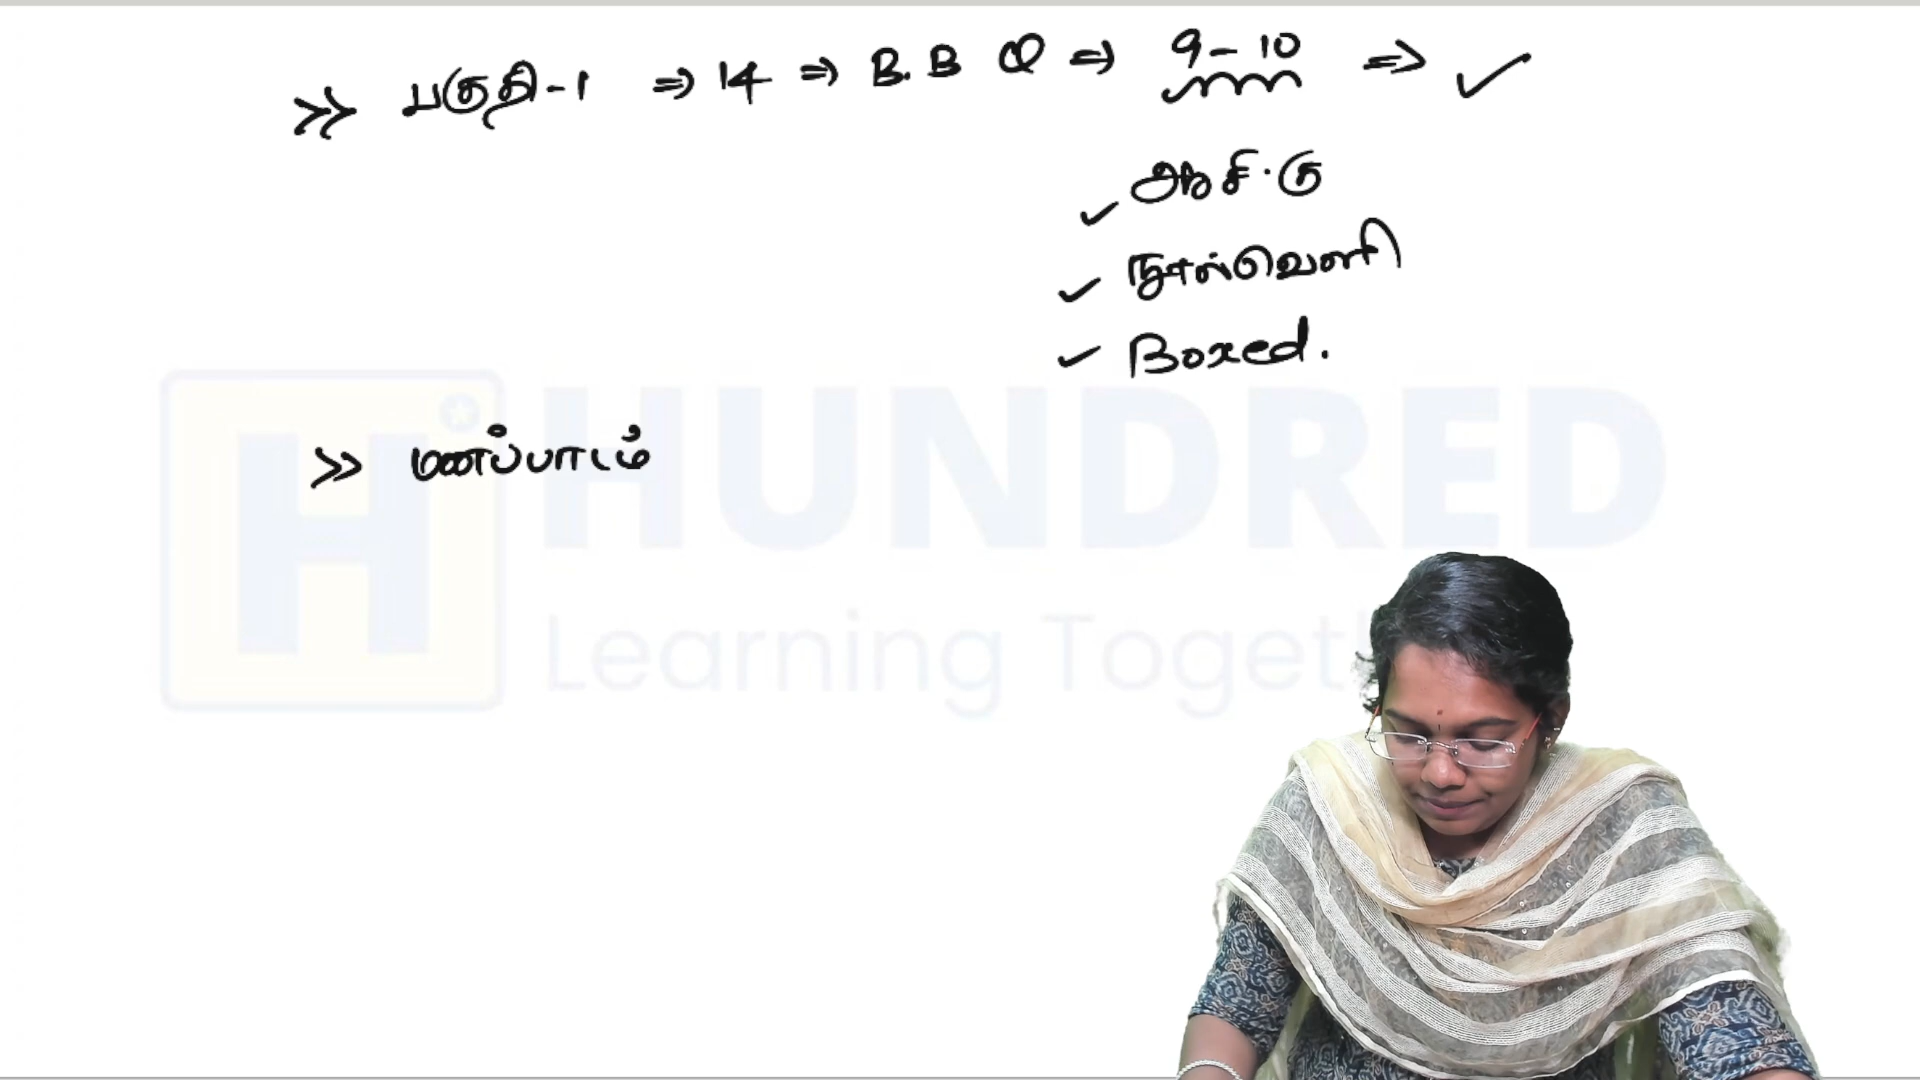 >> பகுதி-1 => 14 => B.B Q => 9-10 => ✓
✓ ஆசி.கு
✓ நூல்வெளி
✓ Boxed.
>> மனப்பாடம்
HUNDRED
Learning Toget